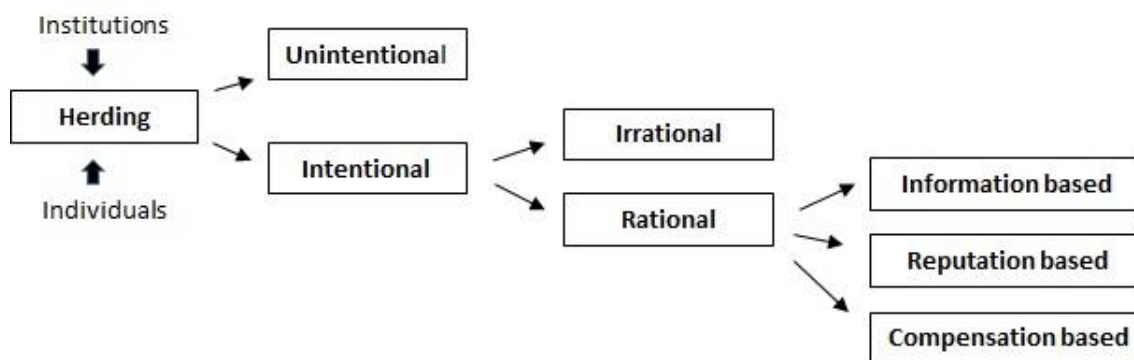 Institutions
Herding
Individuals
Unintentional
Intentional
Irrational
Rational
Information based
Reputation based
Compensation based